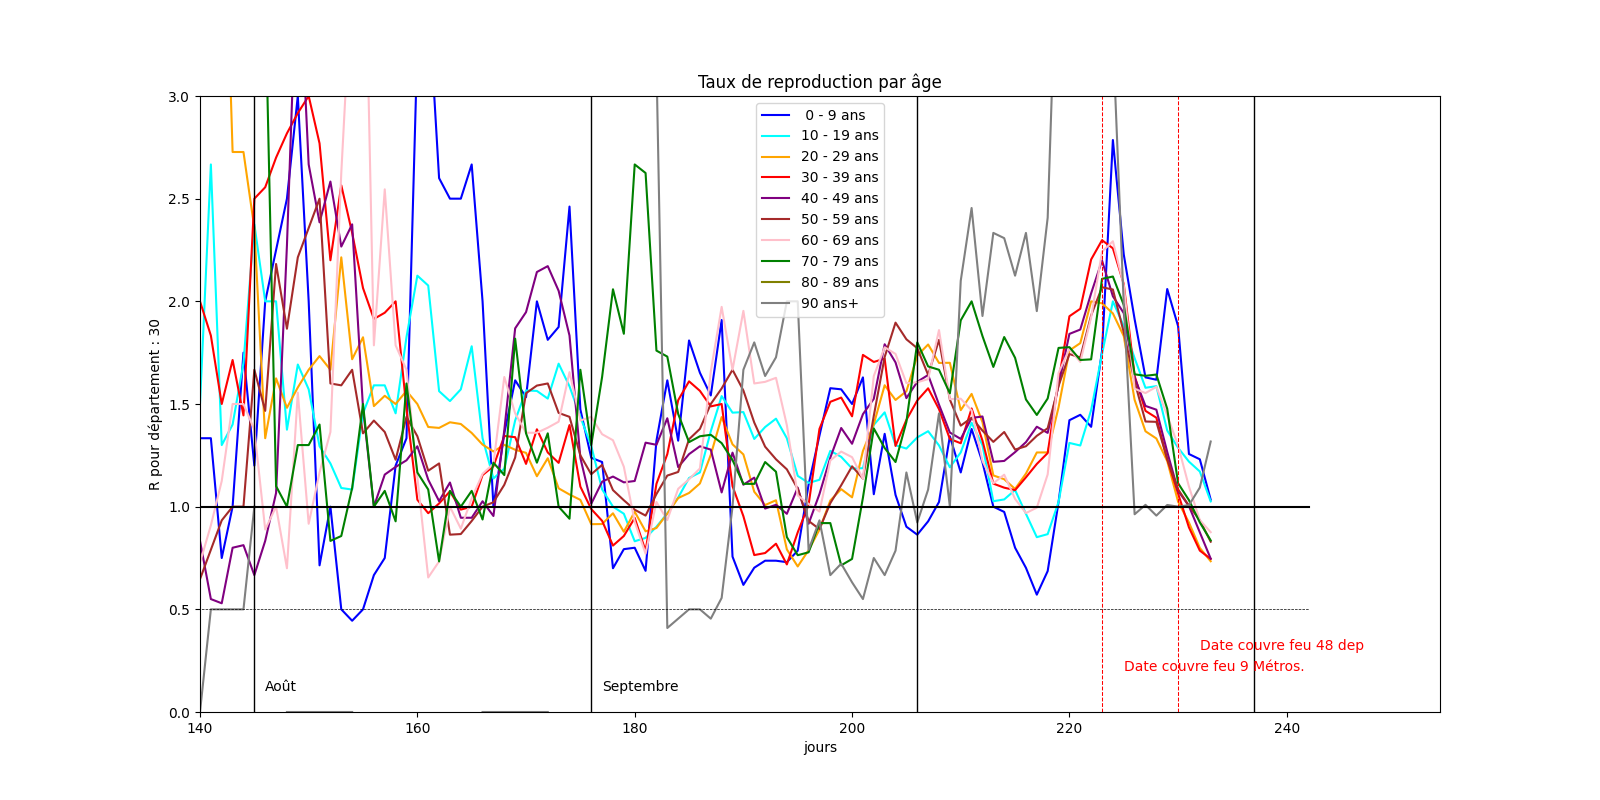 Taux de reproduction par âge
3.0
2.5
2.0
1.5
1.0
0.5
0.0
R pour département : 30
0 - 9 ans
10 - 19 ans
20 - 29 ans
30 - 39 ans
40 - 49 ans
50 - 59 ans
60 - 69 ans
70 - 79 ans
80 - 89 ans
90 ans+
Date couvre feu 48 dep
Date couvre feu 9 Métros.
Août
Septembre
140
160
180
200
220
240
jours